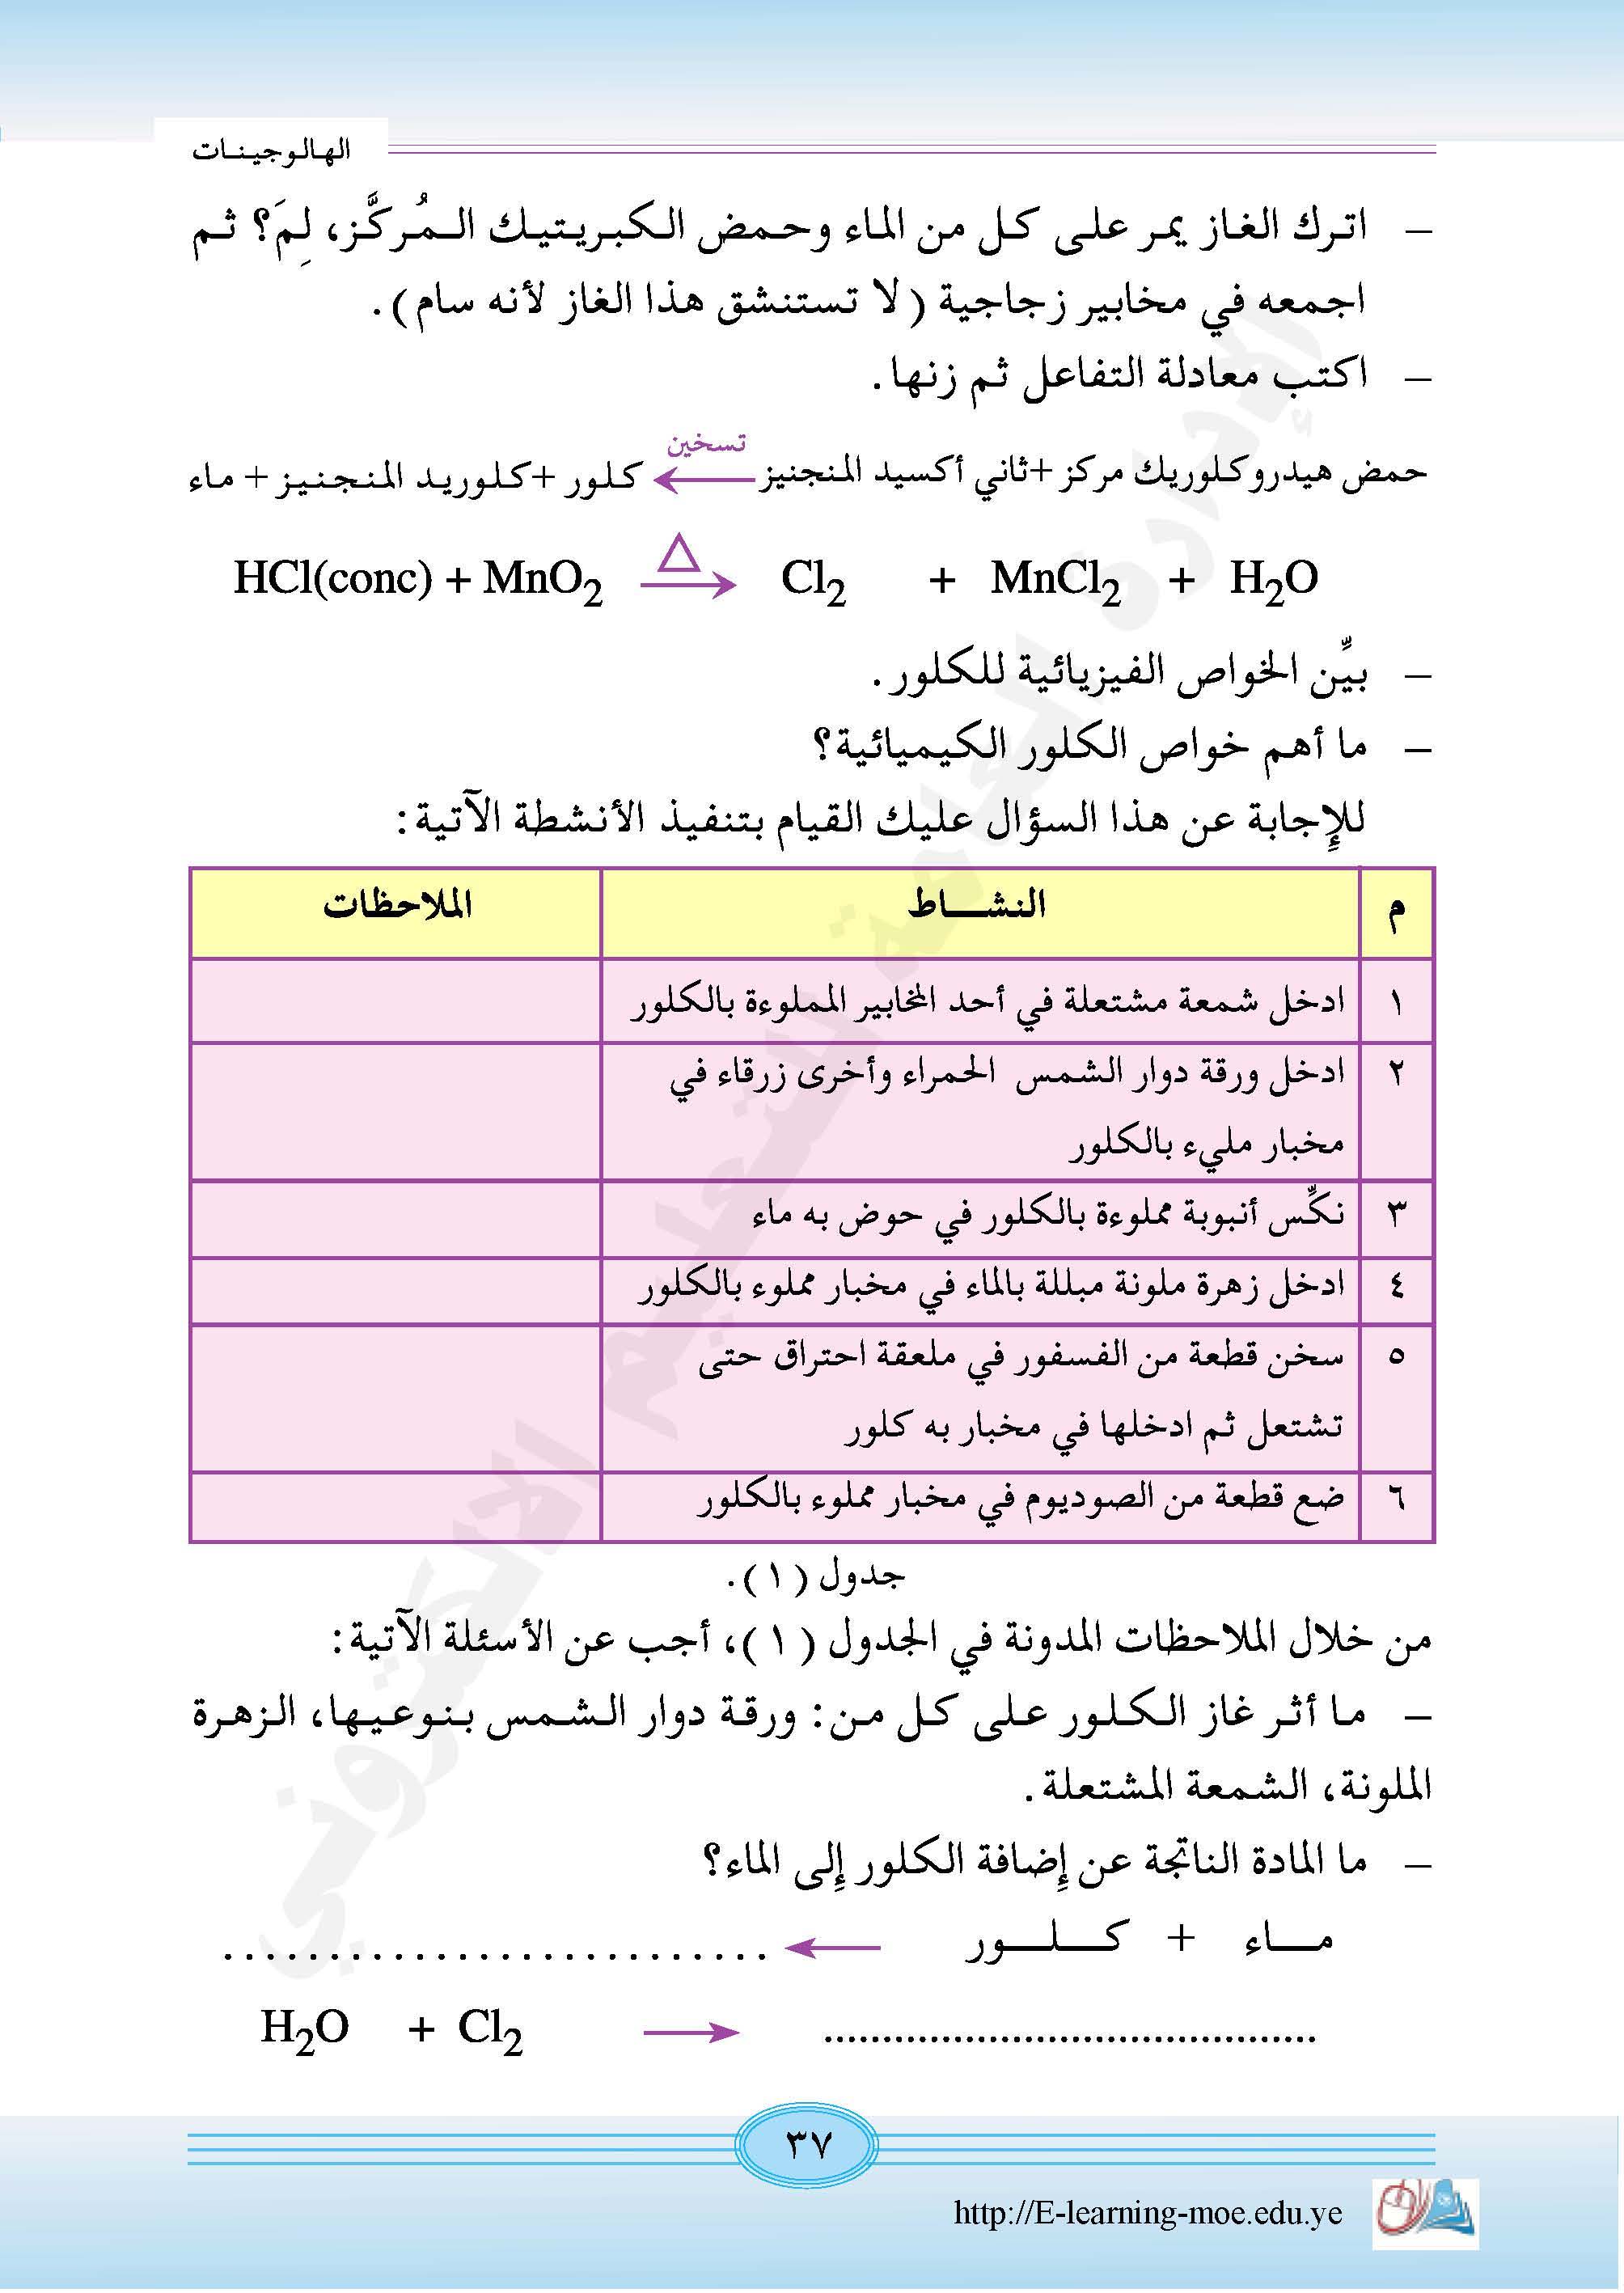 الهالوجينات
– اترك الغاز يمر على كل من الماء وحمض الكبريتيك المُركَّز، لِمَ؟ ثم
اجمعه في مخابير زجاجية (لا تستنشق هذا الغاز لأنه سام).
– اكتب معادلة التفاعل ثم زنها.
تسخين
حمض هيدروكلوريك مركز +ثاني أكسيد المنجنيز ← كلور +كلوريد المنجنيز + ماء
△
HCl(conc) + MnO₂ → Cl₂ + MnCl₂ + H₂O
– بيِّن الخواص الفيزيائية للكلور.
– ما أهم خواص الكلور الكيميائية؟
للإجابة عن هذا السؤال عليك القيام بتنفيذ الأنشطة الآتية:
م النشـــاط الملاحظات
١ ادخل شمعة مشتعلة في أحد المخابير المملوءة بالكلور
٢ ادخل ورقة دوار الشمس الحمراء وأخرى زرقاء في
مخبار مليء بالكلور
٣ نكِّس أنبوبة مملوءة بالكلور في حوض به ماء
٤ ادخل زهرة ملونة مبللة بالماء في مخبار مملوء بالكلور
٥ سخن قطعة من الفسفور في ملعقة احتراق حتى
تشتعل ثم ادخلها في مخبار به كلور
٦ ضع قطعة من الصوديوم في مخبار مملوء بالكلور
جدول (١).
من خلال الملاحظات المدونة في الجدول (١)، أجب عن الأسئلة الآتية:
– ما أثر غاز الكلور على كل من: ورقة دوار الشمس بنوعيها، الزهرة
الملونة، الشمعة المشتعلة.
– ما المادة الناتجة عن إضافة الكلور إلى الماء؟
مـــاء + كـــلـــور ← ........................
H₂O + Cl₂ → ..........................................
٣٧
http://E-learning-moe.edu.ye
الإدارة العامة للتعليم الالكتروني